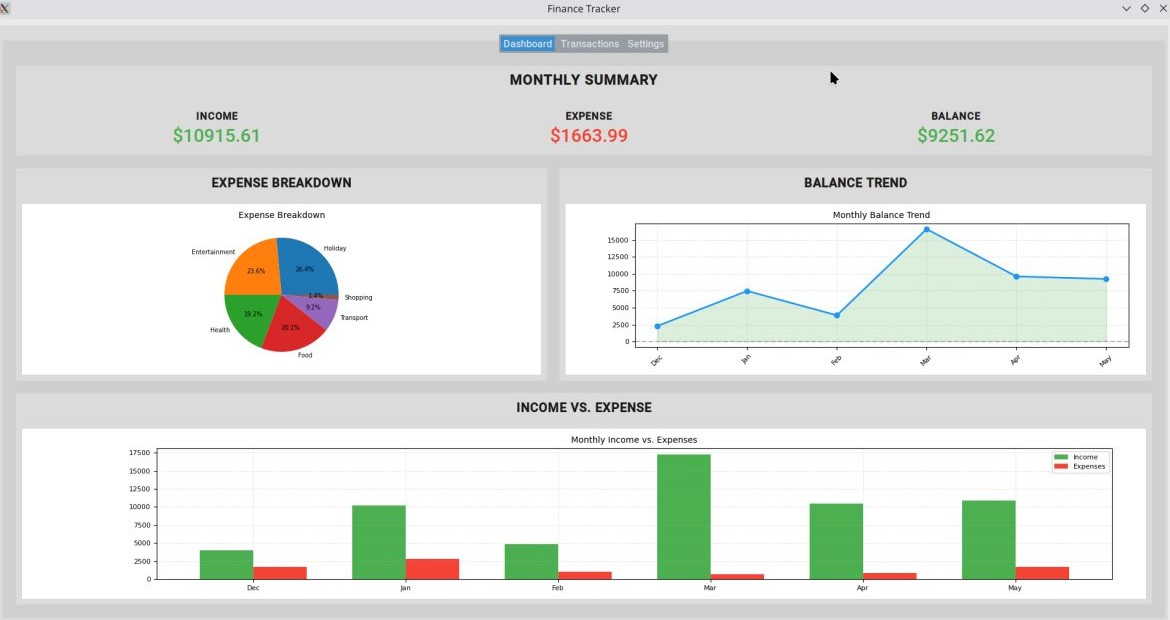 Finance Tracker
Dashboard Transactions Settings
MONTHLY SUMMARY
INCOME EXPENSE BALANCE
$10915.61 $1663.99 $9251.62
EXPENSE BREAKDOWN
Expense Breakdown
Entertainment
Holiday
23.6%
26.4%
1.4%
Shopping
9.2%
Transport
19.2%
Health
20.1%
Food
BALANCE TREND
Monthly Balance Trend
15000
12500
10000
7500
5000
2500
0
Dec Jan Feb Mar Apr May
INCOME VS. EXPENSE
Monthly Income vs. Expenses
17500
15000
12500
10000
7500
5000
2500
0
Income
Expenses
Dec Jan Feb Mar Apr May